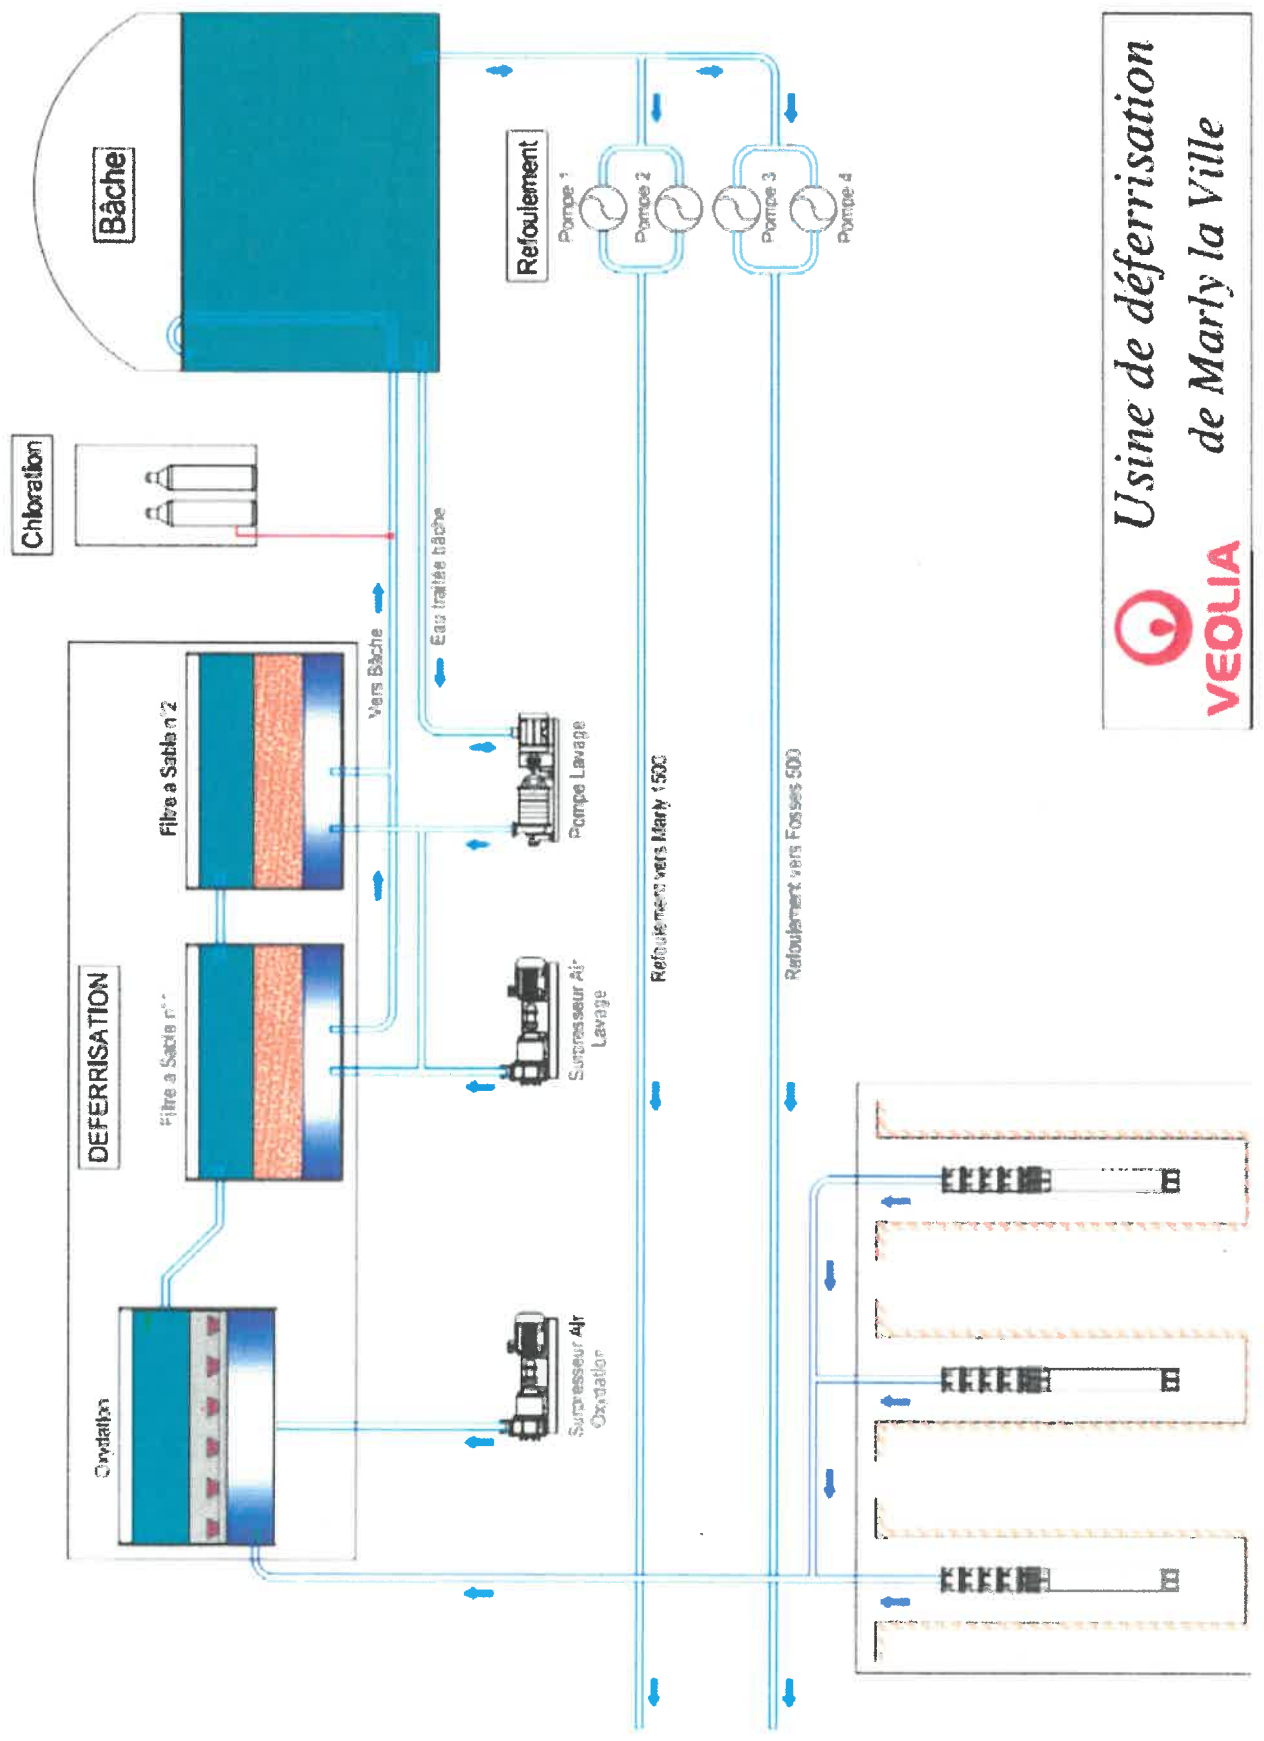 Usine de déferrisation
de Marly la Ville
VEOLIA
Bâche
Chloration
DEFERRISATION
Filtre a Sable n°2
Filtre a Sable n°
Oxydation
Vers Bâche
Eau traitée bâche
Refoulement
Pompe 1
Pompe 2
Pompe 3
Pompe 4
Pompe Lavage
Surpresseur Air
Lavage
Surpresseur Air
Oxydation
Refoulement vers Marly 1500
Refoulement vers Fosses 500